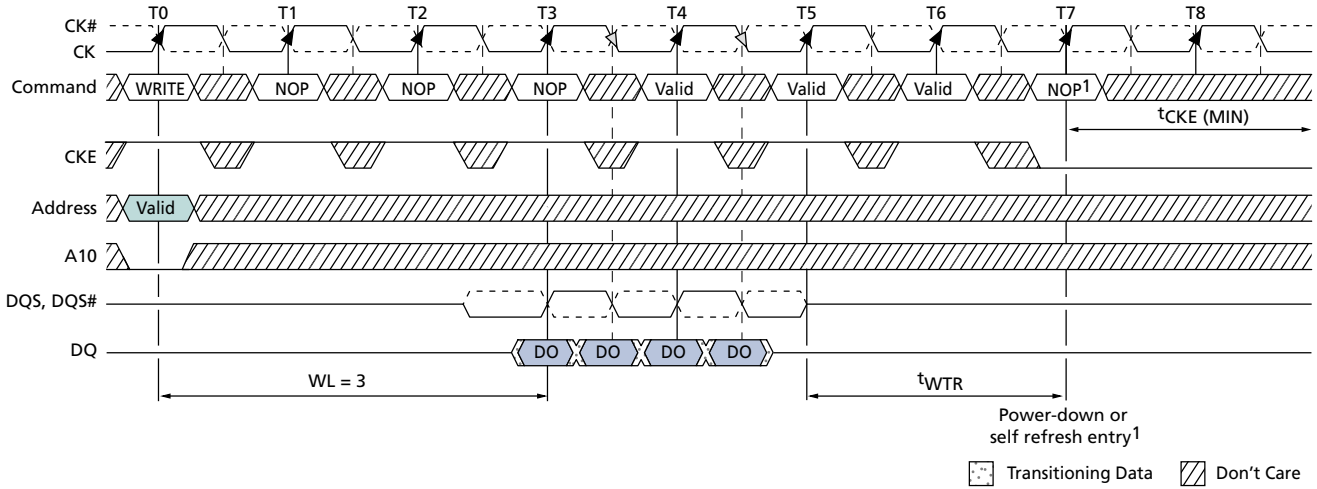 T0 T1 T2 T3 T4 T5 T6 T7 T8
CK#
CK
Command WRITE NOP NOP NOP Valid Valid Valid NOP1
tCKE (MIN)
CKE
Address Valid
A10
DQS, DQS#
DQ DO DO DO DO
WL = 3 tWTR
Power-down or
self refresh entry1
Transitioning Data Don't Care